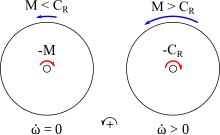 M < C_R
M > C_R
-M
-C_R
ω̇ = 0
+
ω̇ > 0